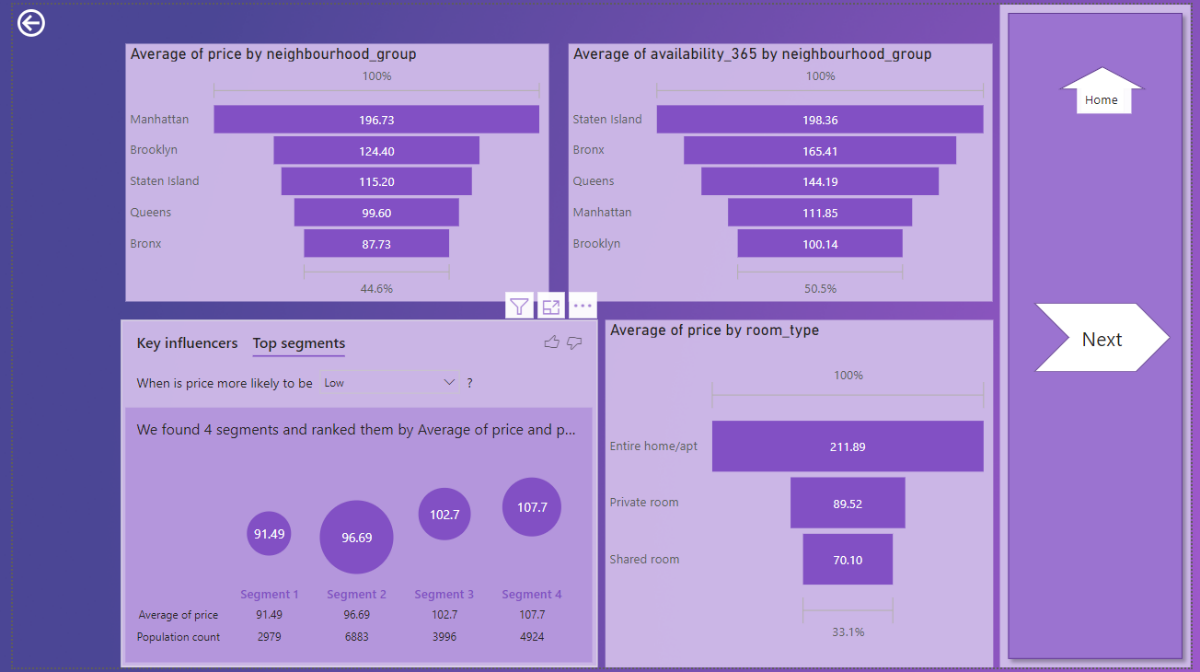 Average of price by neighbourhood_group
100%
Manhattan 196.73
Brooklyn 124.40
Staten Island 115.20
Queens 99.60
Bronx 87.73
44.6%
Average of availability_365 by neighbourhood_group
100%
Staten Island 198.36
Bronx 165.41
Queens 144.19
Manhattan 111.85
Brooklyn 100.14
50.5%
Home
Next
Key influencers Top segments
When is price more likely to be Low ?
We found 4 segments and ranked them by Average of price and p...
91.49 96.69 102.7 107.7
Segment 1 Segment 2 Segment 3 Segment 4
Average of price 91.49 96.69 102.7 107.7
Population count 2979 6883 3996 4924
Average of price by room_type
100%
Entire home/apt 211.89
Private room 89.52
Shared room 70.10
33.1%